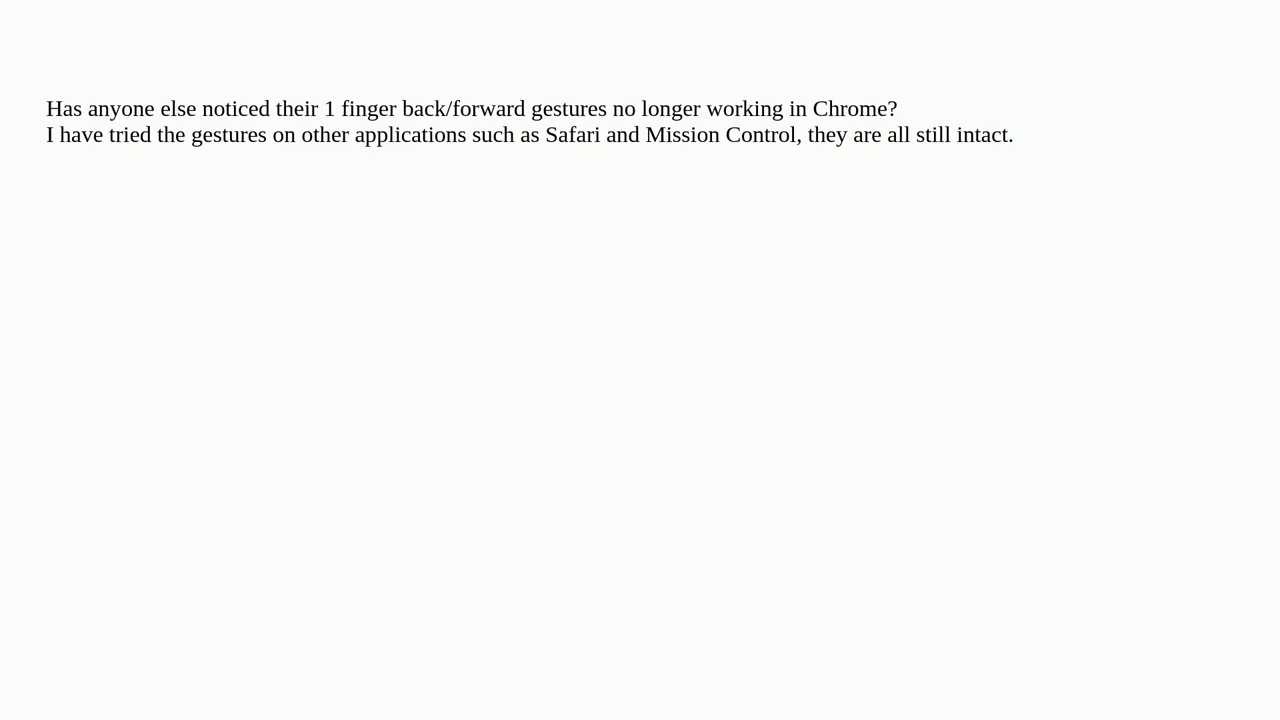 Has anyone else noticed their 1 finger back/forward gestures no longer working in Chrome?
I have tried the gestures on other applications such as Safari and Mission Control, they are all still intact.